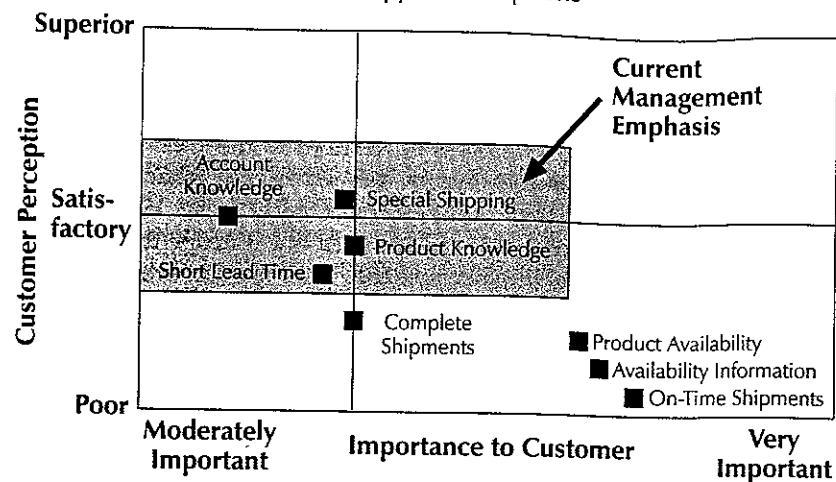 Superior
Current
Management
Emphasis
Customer Perception
Account
Knowledge
Special Shipping
Satis-
factory
Product Knowledge
Short Lead Time
Complete
Shipments
Product Availability
Availability Information
On-Time Shipments
Poor
Moderately
Important
Importance to Customer
Very
Important